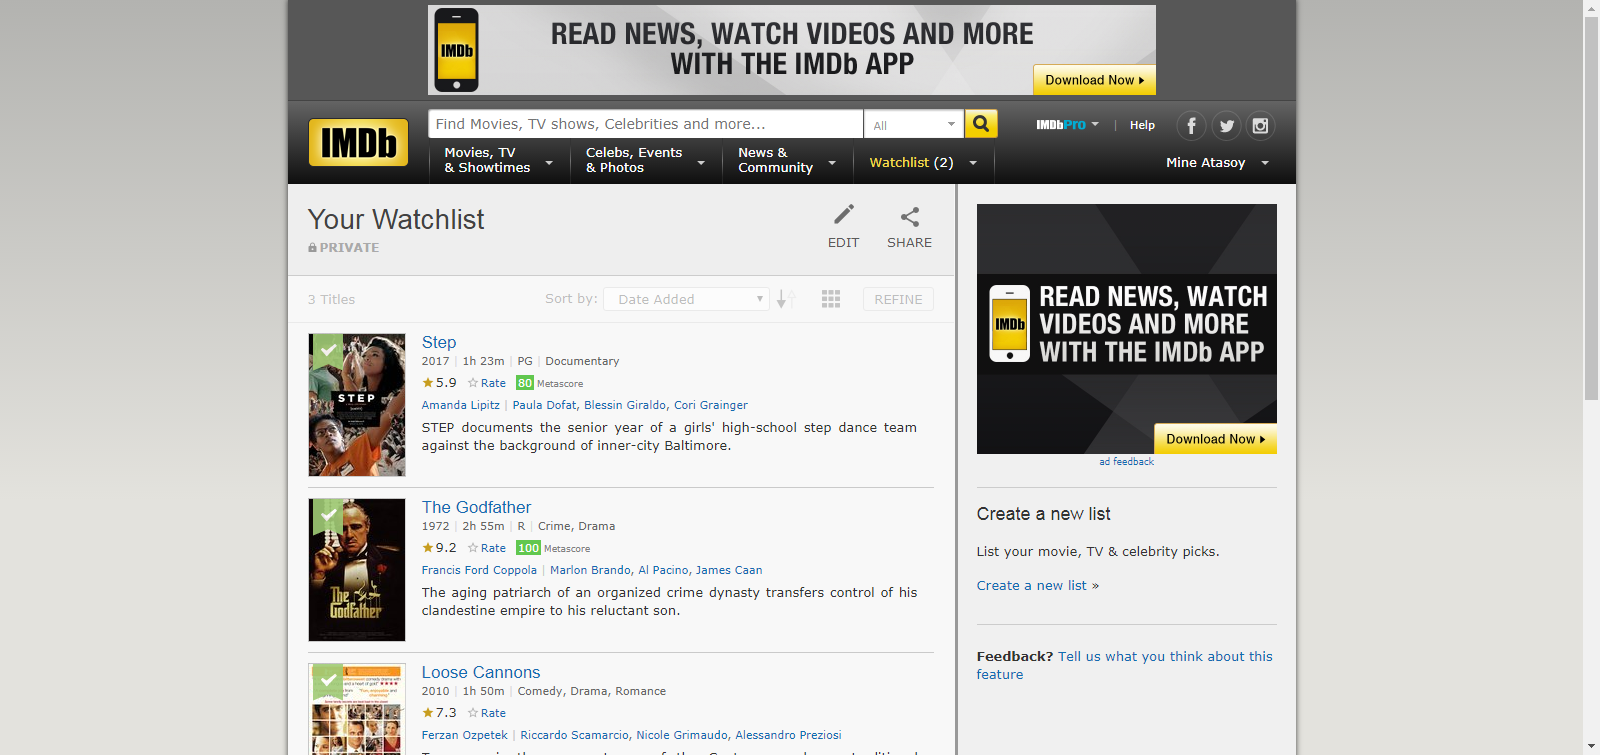 IMDb
READ NEWS, WATCH VIDEOS AND MORE
WITH THE IMDb APP
Download Now
IMDb
Find Movies, TV shows, Celebrities and more...
All
IMDbPro
|
Help
Movies, TV
& Showtimes
Celebs, Events
& Photos
News &
Community
Watchlist (2)
Mine Atasoy
Your Watchlist
PRIVATE
EDIT
SHARE
3 Titles
Sort by:
Date Added
REFINE
STEP
Step
2017 | 1h 23m | PG | Documentary
5.9 Rate 80 Metascore
Amanda Lipitz | Paula Dofat, Blessin Giraldo, Cori Grainger
STEP documents the senior year of a girls' high-school step dance team
against the background of inner-city Baltimore.
The
Godfather
The Godfather
1972 | 2h 55m | R | Crime, Drama
9.2 Rate 100 Metascore
Francis Ford Coppola | Marlon Brando, Al Pacino, James Caan
The aging patriarch of an organized crime dynasty transfers control of his
clandestine empire to his reluctant son.
Loose Cannons
2010 | 1h 50m | Comedy, Drama, Romance
7.3 Rate
Ferzan Ozpetek | Riccardo Scamarcio, Nicole Grimaudo, Alessandro Preziosi
IMDb
READ NEWS, WATCH
VIDEOS AND MORE
WITH THE IMDb APP
Download Now
ad feedback
Create a new list
List your movie, TV & celebrity picks.
Create a new list »
Feedback? Tell us what you think about this
feature